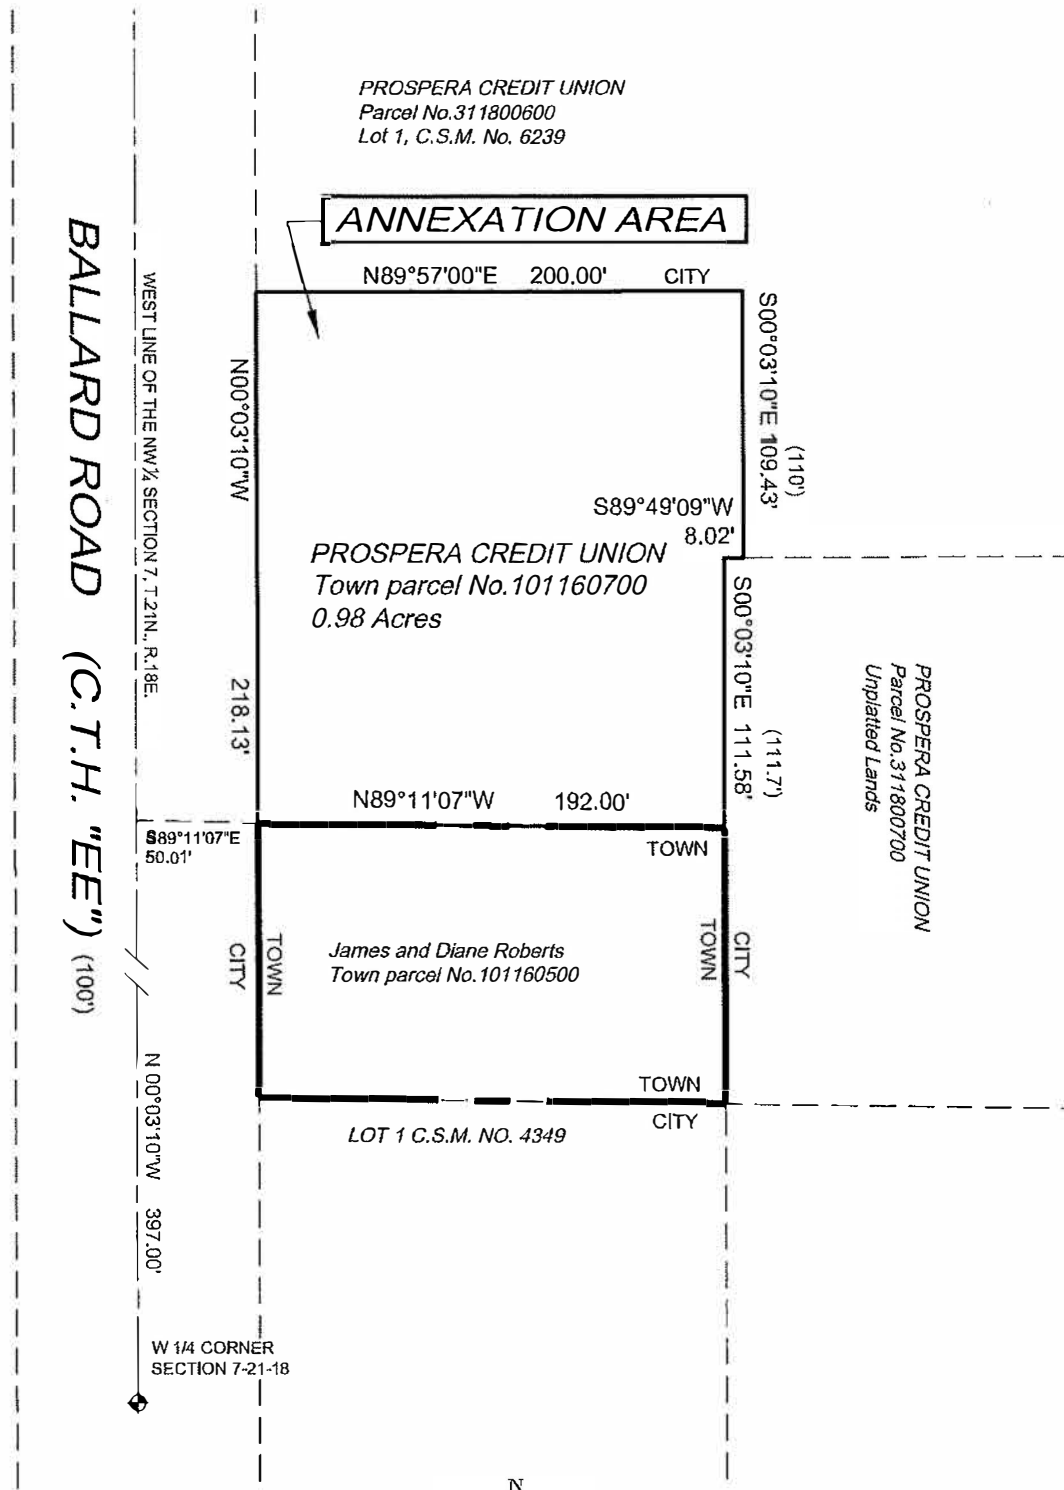 PROSPERA CREDIT UNION
Parcel No.311800600
Lot 1, C.S.M. No. 6239
ANNEXATION AREA
N89°57'00"E 200.00' CITY
S00°03'10"E 109.43'
(110')
N00°03'10"W 218.13'
S89°49'09"W
8.02'
PROSPERA CREDIT UNION
Town parcel No.101160700
0.98 Acres
S00°03'10"E 111.58'
(111.7')
PROSPERA CREDIT UNION
Parcel No.311800700
Unplatted Lands
BALLARD ROAD (C.T.H. "EE") (100')
WEST LINE OF THE NW¼ SECTION 7, T.21N., R.18E.
N89°11'07"W 192.00'
S89°11'07"E
50.01'
TOWN
TOWN
CITY
James and Diane Roberts
Town parcel No.101160500
TOWN
CITY
TOWN
CITY
LOT 1 C.S.M. NO. 4349
N 00°03'10"W 397.00'
W 1/4 CORNER
SECTION 7-21-18
N